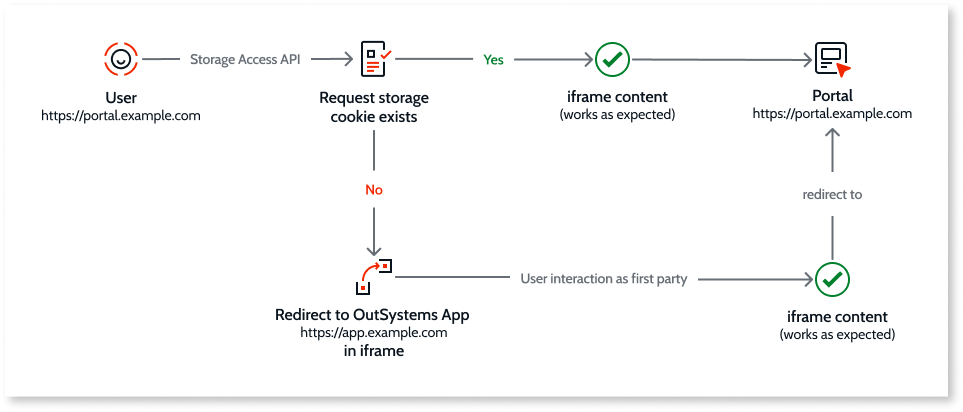 Storage Access API
Yes
User
https://portal.example.com
Request storage
cookie exists
iframe content
(works as expected)
Portal
https://portal.example.com
No
redirect to
User interaction as first party
Redirect to OutSystems App
https://app.example.com
in iframe
iframe content
(works as expected)